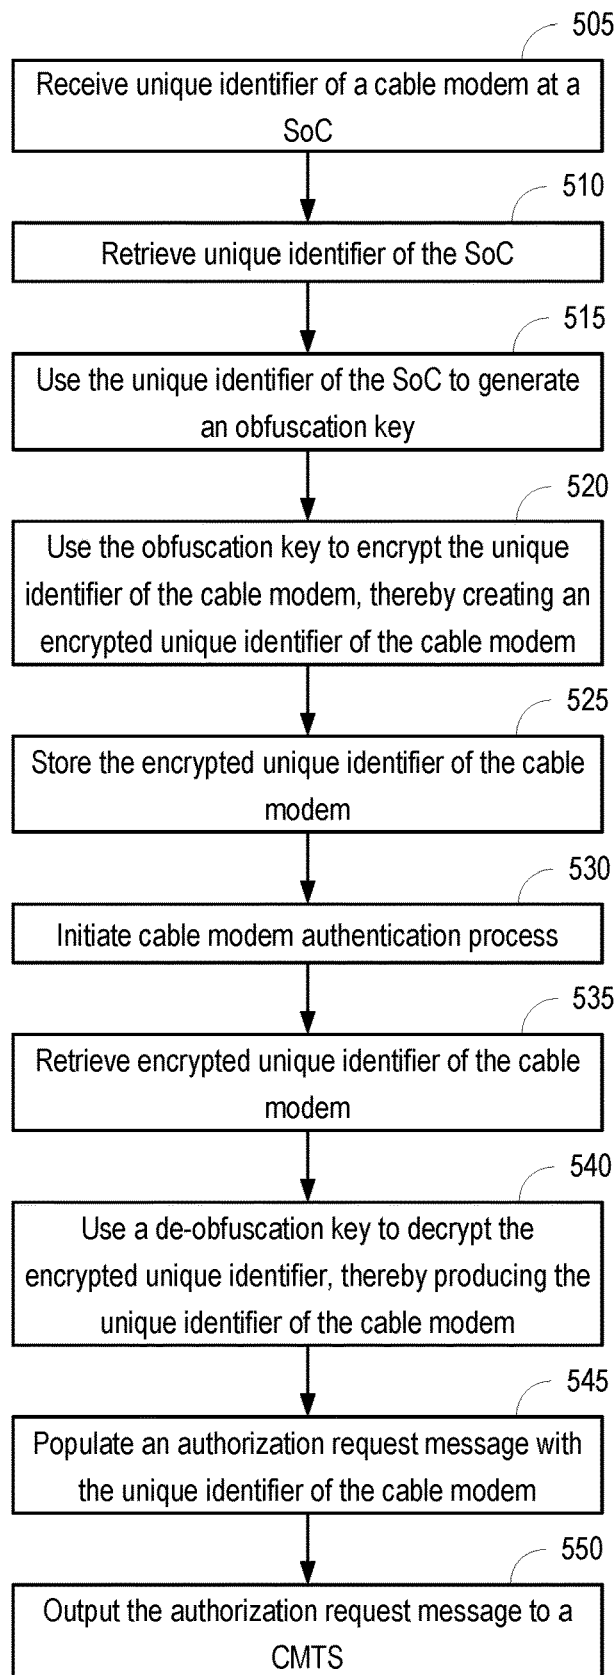 505
Receive unique identifier of a cable modem at a
SoC
510
Retrieve unique identifier of the SoC
515
Use the unique identifier of the SoC to generate
an obfuscation key
520
Use the obfuscation key to encrypt the unique
identifier of the cable modem, thereby creating an
encrypted unique identifier of the cable modem
525
Store the encrypted unique identifier of the cable
modem
530
Initiate cable modem authentication process
535
Retrieve encrypted unique identifier of the cable
modem
540
Use a de-obfuscation key to decrypt the
encrypted unique identifier, thereby producing the
unique identifier of the cable modem
545
Populate an authorization request message with
the unique identifier of the cable modem
550
Output the authorization request message to a
CMTS